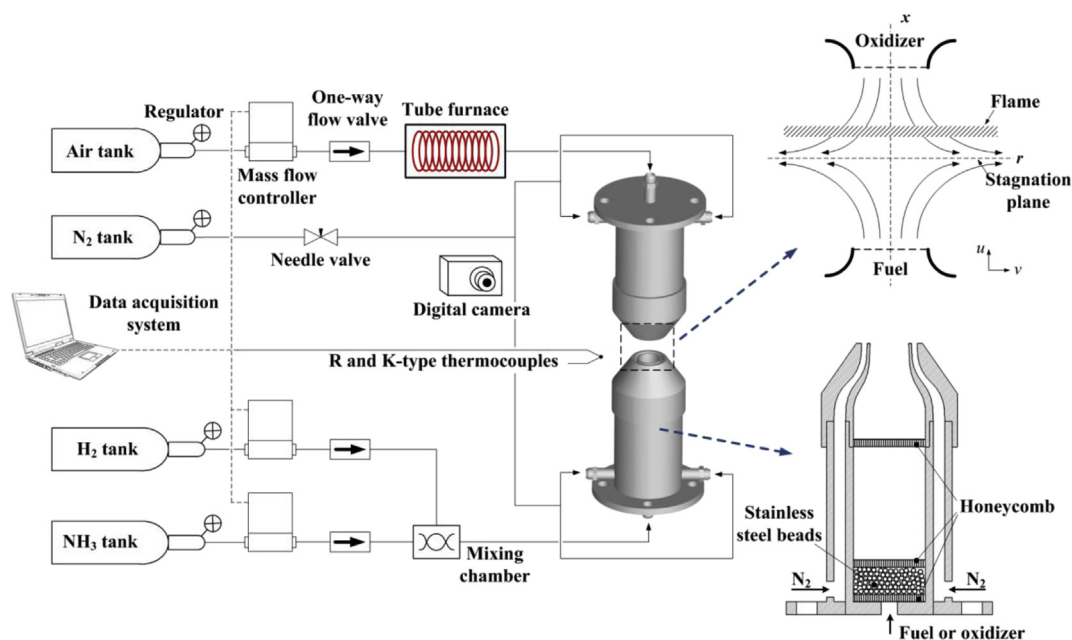 Regulator
One-way
flow valve
Tube furnace
Air tank
Mass flow
controller
N₂ tank
Needle valve
Digital camera
Data acquisition
system
R and K-type thermocouples
H₂ tank
NH₃ tank
Mixing
chamber
x
Oxidizer
Flame
r
Stagnation
plane
Fuel
u
v
Stainless
steel beads
Honeycomb
N₂
N₂
Fuel or oxidizer